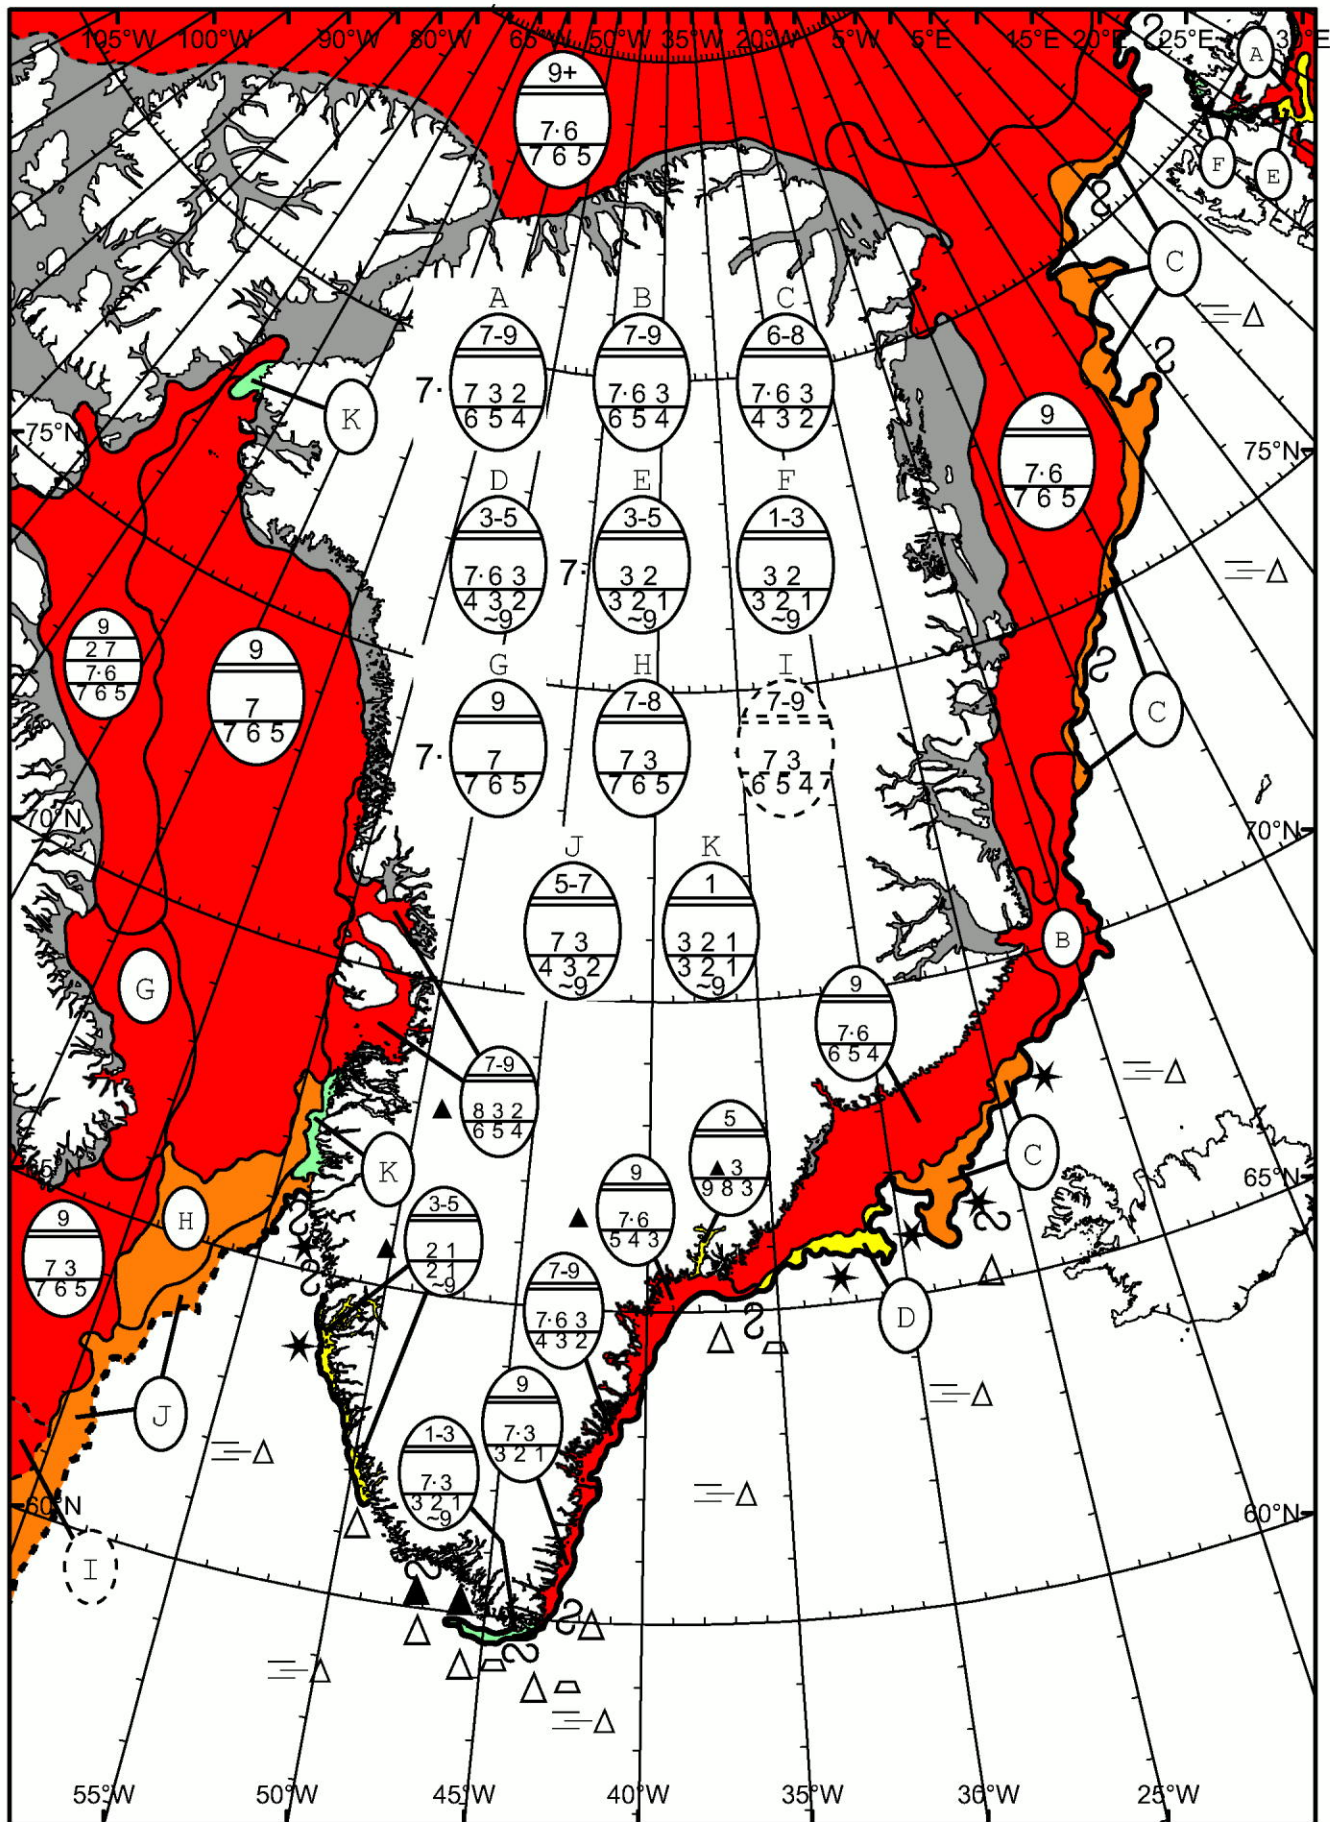 105°W 100°W 90°W 80°W 65°W 50°W 35°W 20°W 5°W 5°E 15°E 20°E 25°E 30°E
A
9+
7·6
7 6 5
F
E
C
A B C
7-9 7-9 6-8
7· 7 3 2 7·6 3 7·6 3
6 5 4 6 5 4 4 3 2
K
75°N 75°N
9
7·6
7 6 5
D E F
3-5 3-5 1-3
7·6 3 7· 3 2 3 2
4 3 2 3 2 1 3 2 1
~9 ~9 ~9
9
2 7
7·6
7 6 5
9
7
7 6 5
G H I
9 7-8 7-9
7· 7 7 3 7 3
7 6 5 7 6 5 6 5 4
C
70°N 70°N
J K
5-7 1
7 3 3 2 1
4 3 2 3 2 1
~9 ~9
B
G
9
7·6
6 5 4
7-9
8 3 2
6 5 4
5
3
9 8 3
K
C
65°N 65°N
H
9
7·6
5 4 3
3-5
2 1
2 1
~9
9
7 3
7 6 5
7-9
7·6 3
4 3 2
D
9
7·3
3 2 1
J
1-3
7·3
3 2 1
~9
60°N 60°N
I
55°W 50°W 45°W 40°W 35°W 30°W 25°W